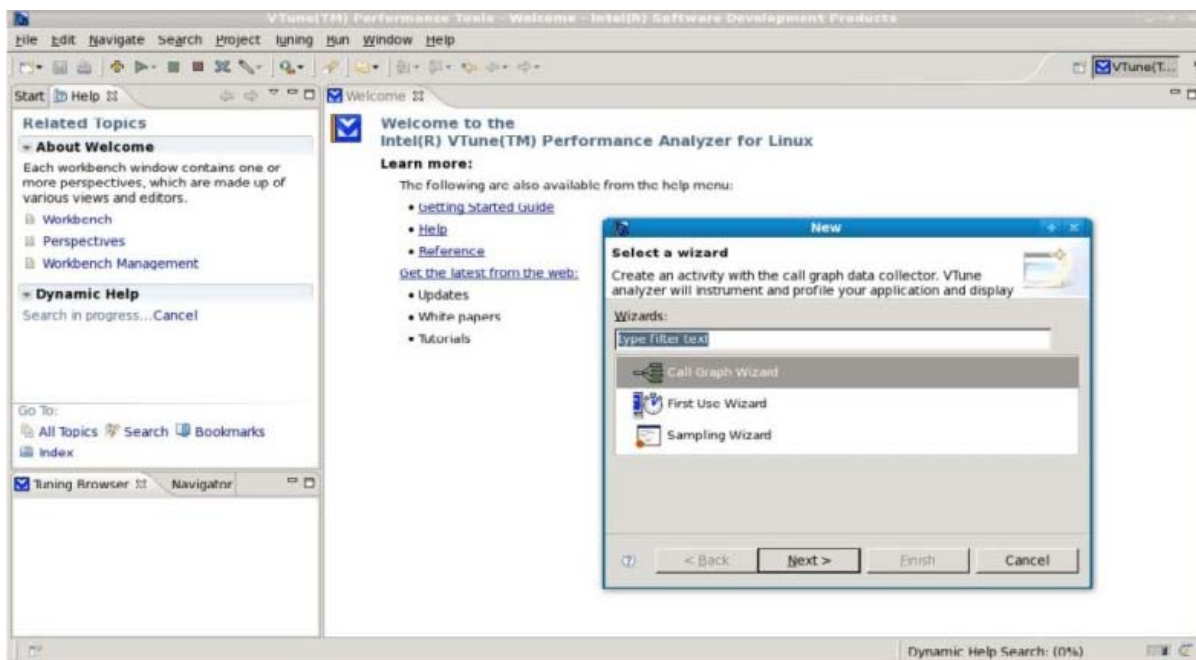 VTune(TM) Performance Tools - Welcome - Intel(R) Software Development Products
File Edit Navigate Search Project Tuning Run Window Help
VTune(T...
Start Help
Related Topics
About Welcome
Each workbench window contains one or
more perspectives, which are made up of
various views and editors.
Workbench
Perspectives
Workbench Management
Dynamic Help
Search in progress...Cancel
Go To:
All Topics Search Bookmarks
Index
Tuning Browser Navigator
Welcome
Welcome to the
Intel(R) VTune(TM) Performance Analyzer for Linux
Learn more:
The following are also available from the help menu:
• Getting Started Guide
• Help
• Reference
Get the latest from the web:
• Updates
• White papers
• Tutorials
New
Select a wizard
Create an activity with the call graph data collector. VTune
analyzer will instrument and profile your application and display
Wizards:
type filter text
Call Graph Wizard
First Use Wizard
Sampling Wizard
< Back Next > Finish Cancel
Dynamic Help Search: (0%)